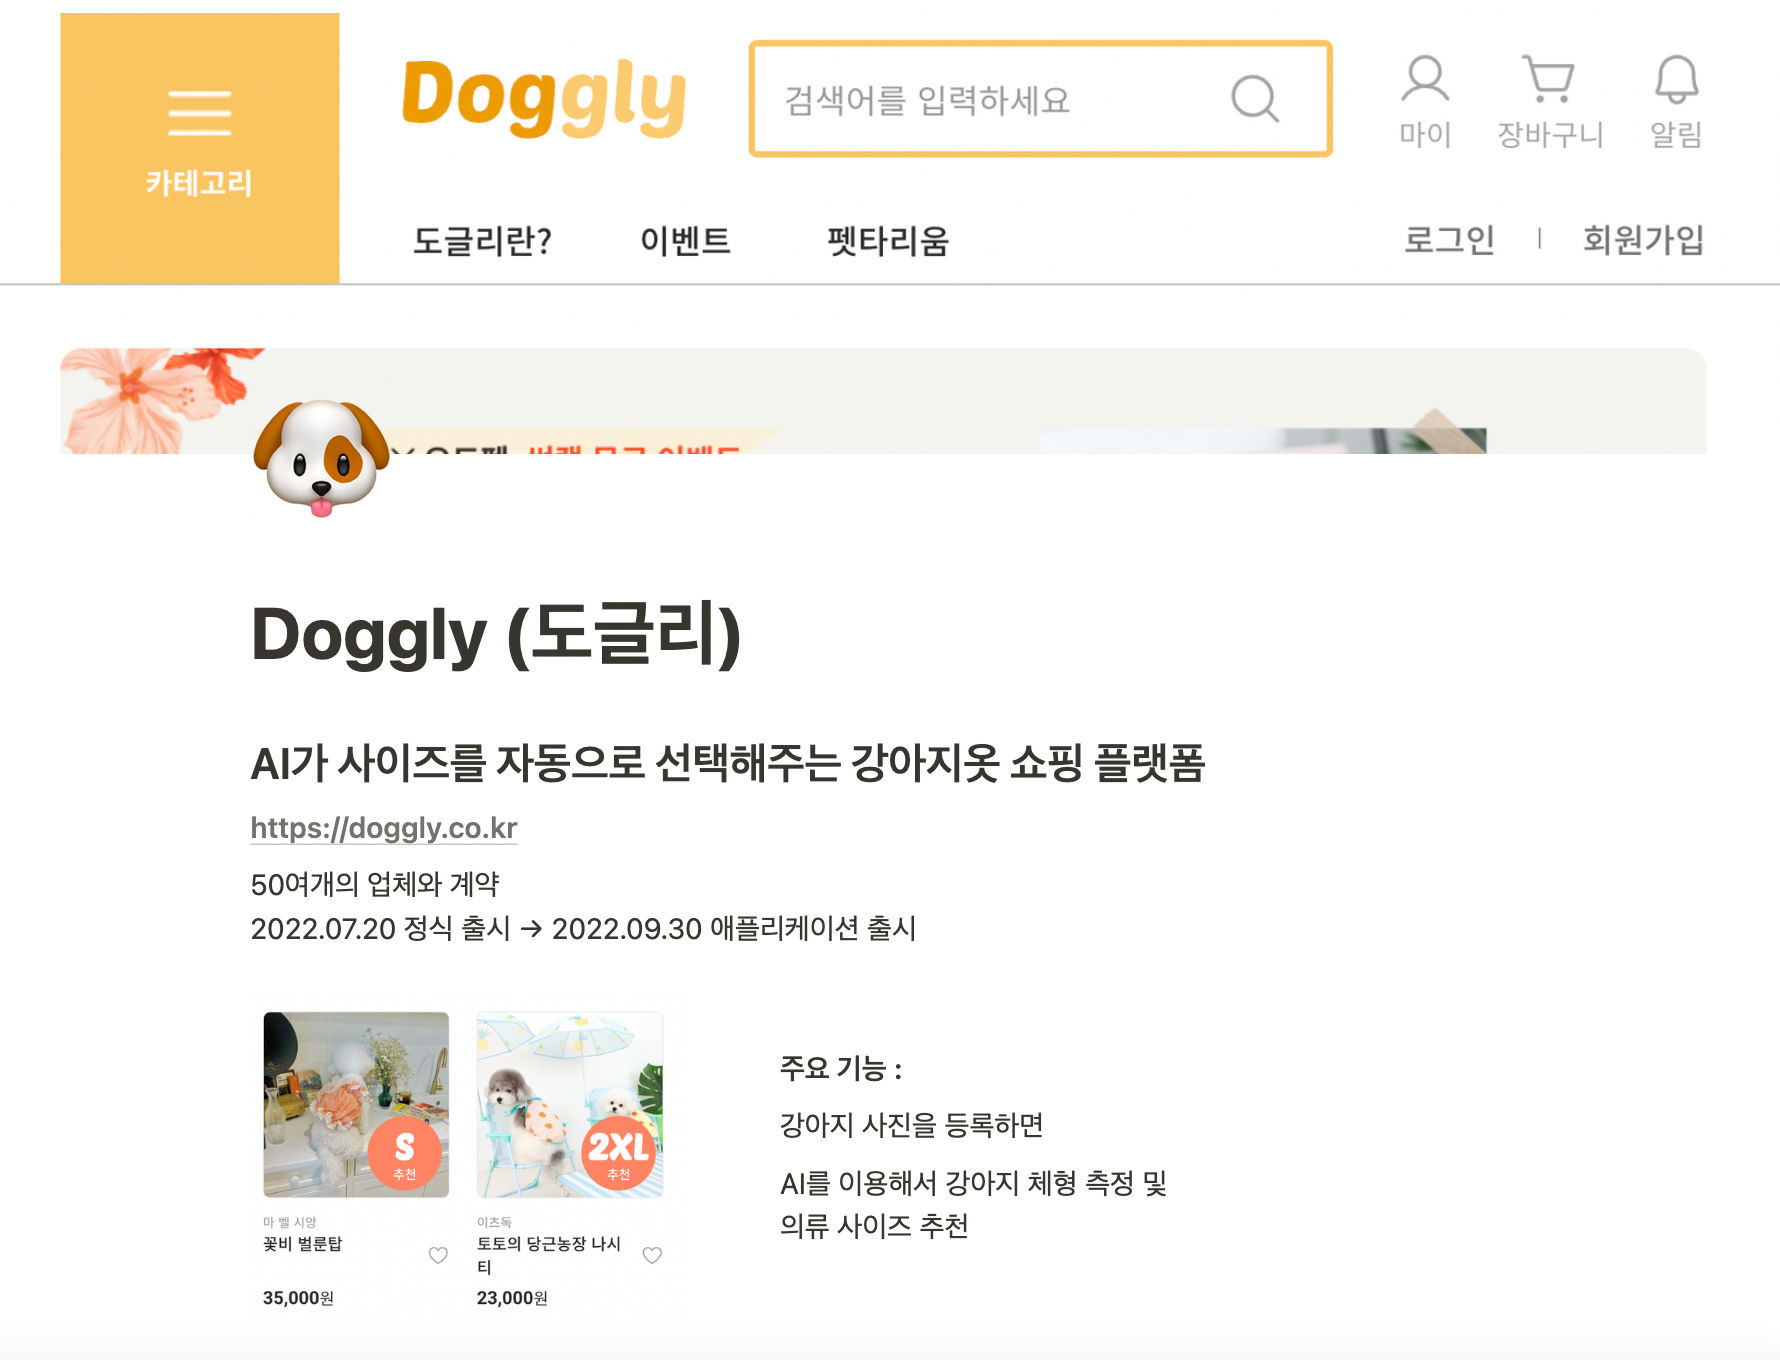 카테고리
Doggly
검색어를 입력하세요
마이
장바구니
알림
도글리란?
이벤트
펫타리움
로그인 | 회원가입
Doggly (도글리)
AI가 사이즈를 자동으로 선택해주는 강아지옷 쇼핑 플랫폼
https://doggly.co.kr
50여개의 업체와 계약
2022.07.20 정식 출시 → 2022.09.30 애플리케이션 출시
S
추천
2XL
추천
마 벨 시앙
꽃비 벌룬탑
35,000원
이츠독
토토의 당근농장 나시
티
23,000원
주요 기능 :
강아지 사진을 등록하면
AI를 이용해서 강아지 체형 측정 및
의류 사이즈 추천